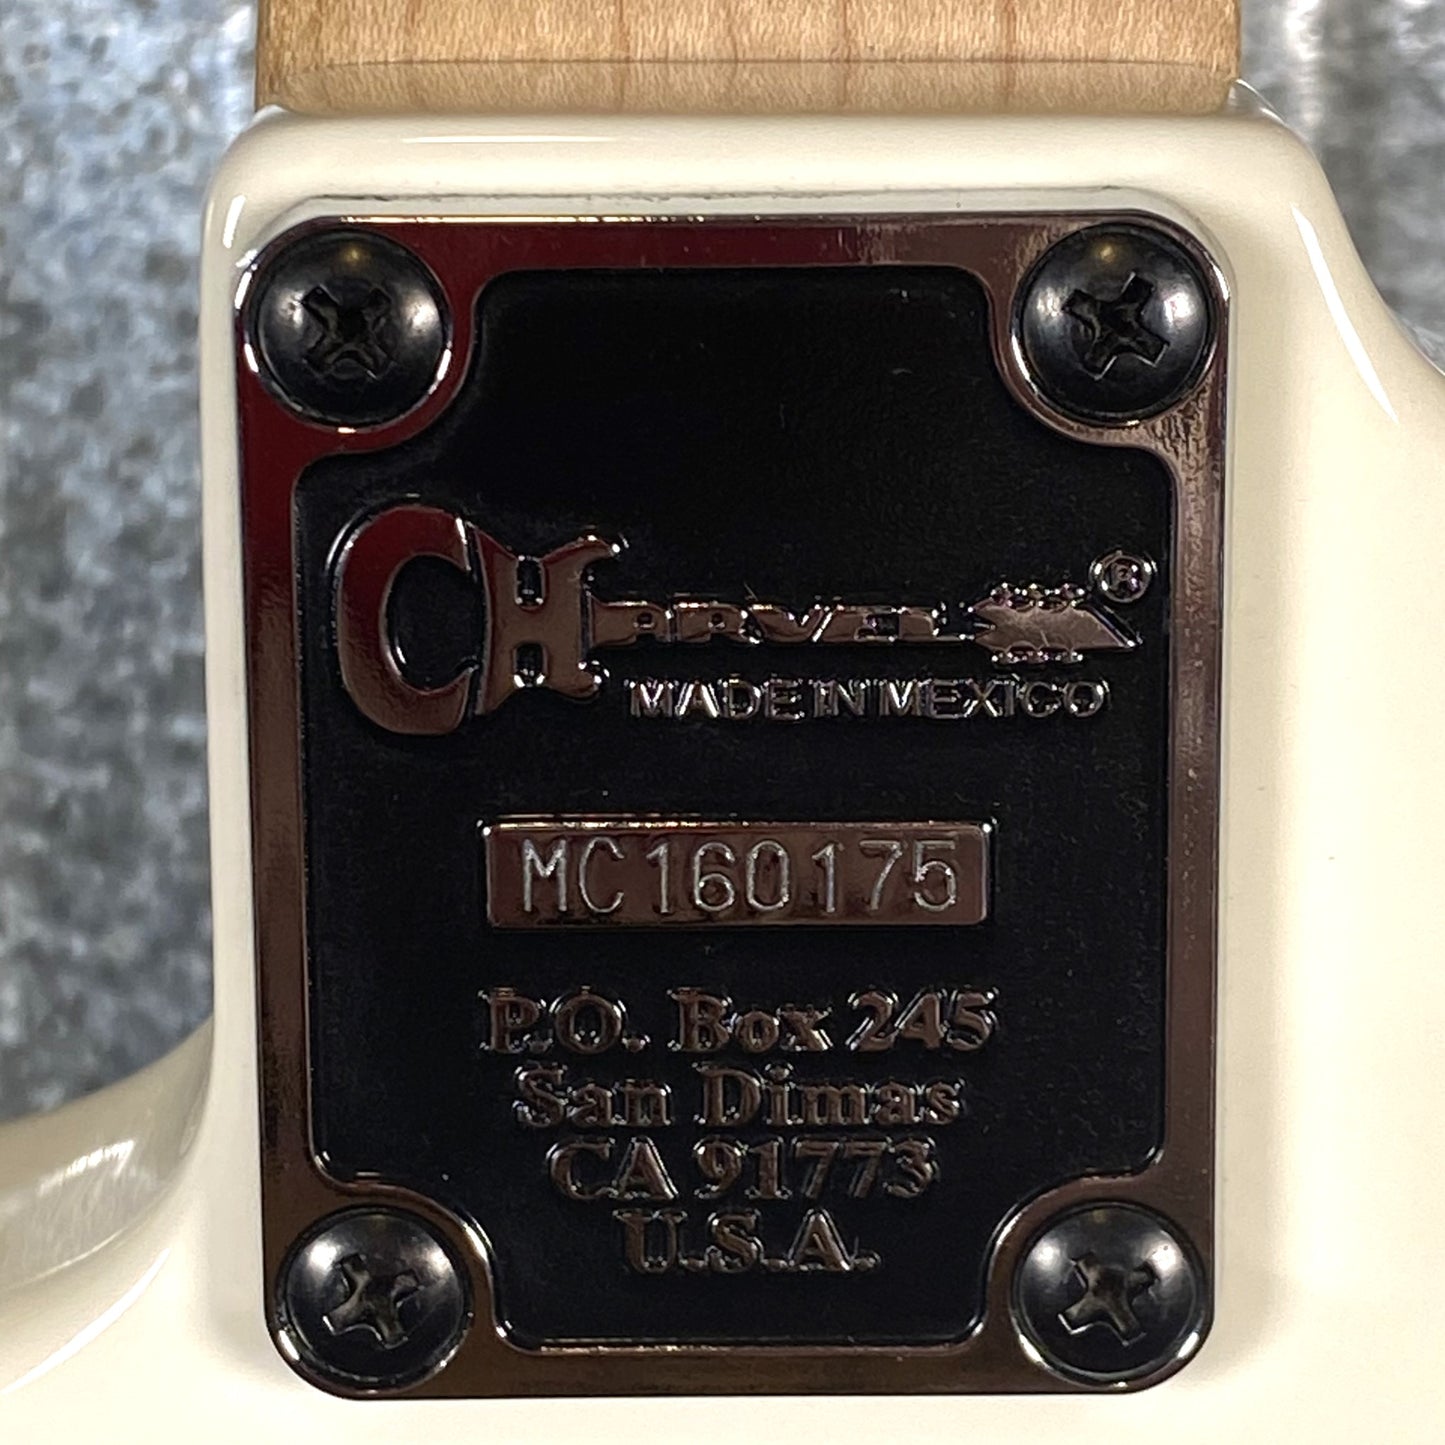 CHARVEL ®
MADE IN MEXICO
MC160175
P.O. Box 245
San Dimas
CA 91773
U.S.A.